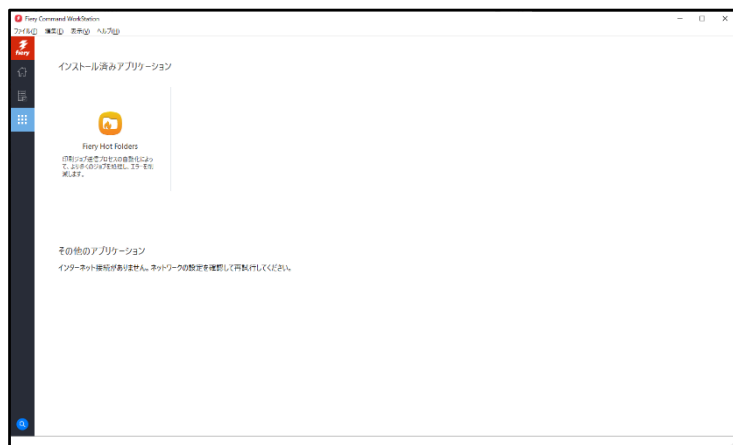 Fiery Command WorkStation
ファイル(F) 編集(E) 表示(V) ヘルプ(H)
Fiery
インストール済みアプリケーション
Fiery Hot Folders
印刷ジョブ送信プロセスの自動化によっ
て、より多くのジョブを処理し、エラーを削
減します。
その他のアプリケーション
インターネット接続がありません。ネットワークの設定を確認して再試行してください。